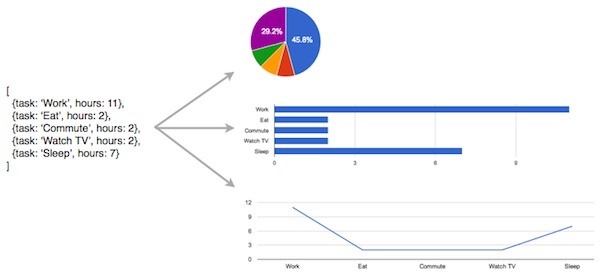 [
{task: 'Work', hours: 11},
{task: 'Eat', hours: 2},
{task: 'Commute', hours: 2},
{task: 'Watch TV', hours: 2},
{task: 'Sleep', hours: 7}
]
29.2%
45.8%
Work
Eat
Commute
Watch TV
Sleep
0 3 6 9
12
9
6
3
0
Work Eat Commute Watch TV Sleep